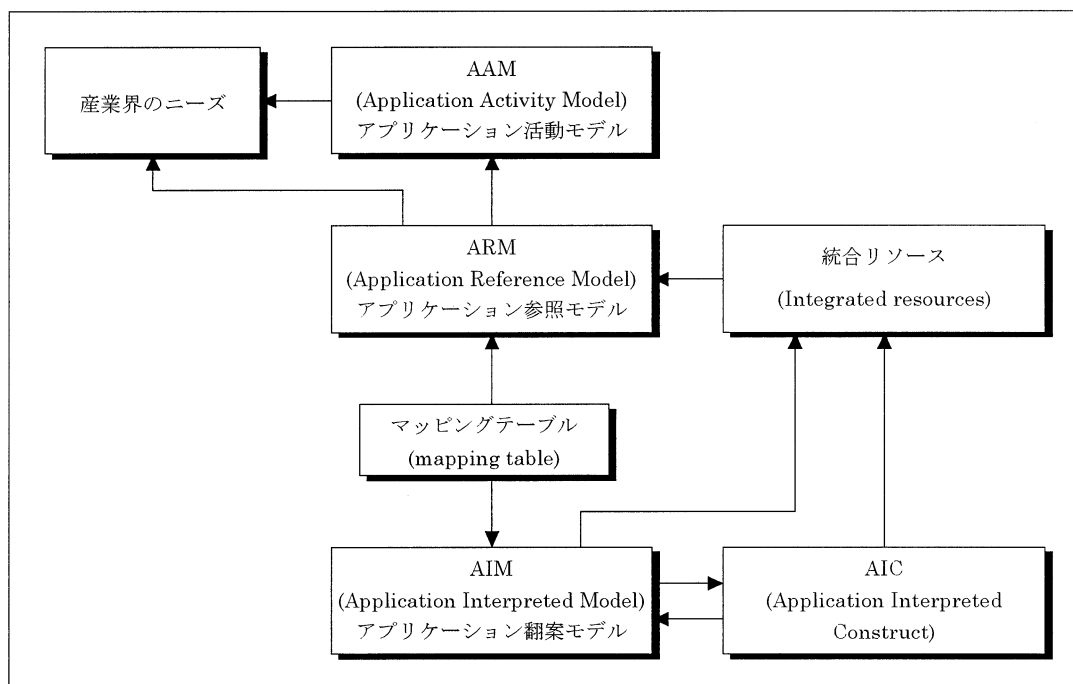 産業界のニーズ
AAM
(Application Activity Model)
アプリケーション活動モデル
ARM
(Application Reference Model)
アプリケーション参照モデル
統合リソース
(Integrated resources)
マッピングテーブル
(mapping table)
AIM
(Application Interpreted Model)
アプリケーション翻案モデル
AIC
(Application Interpreted
Construct)